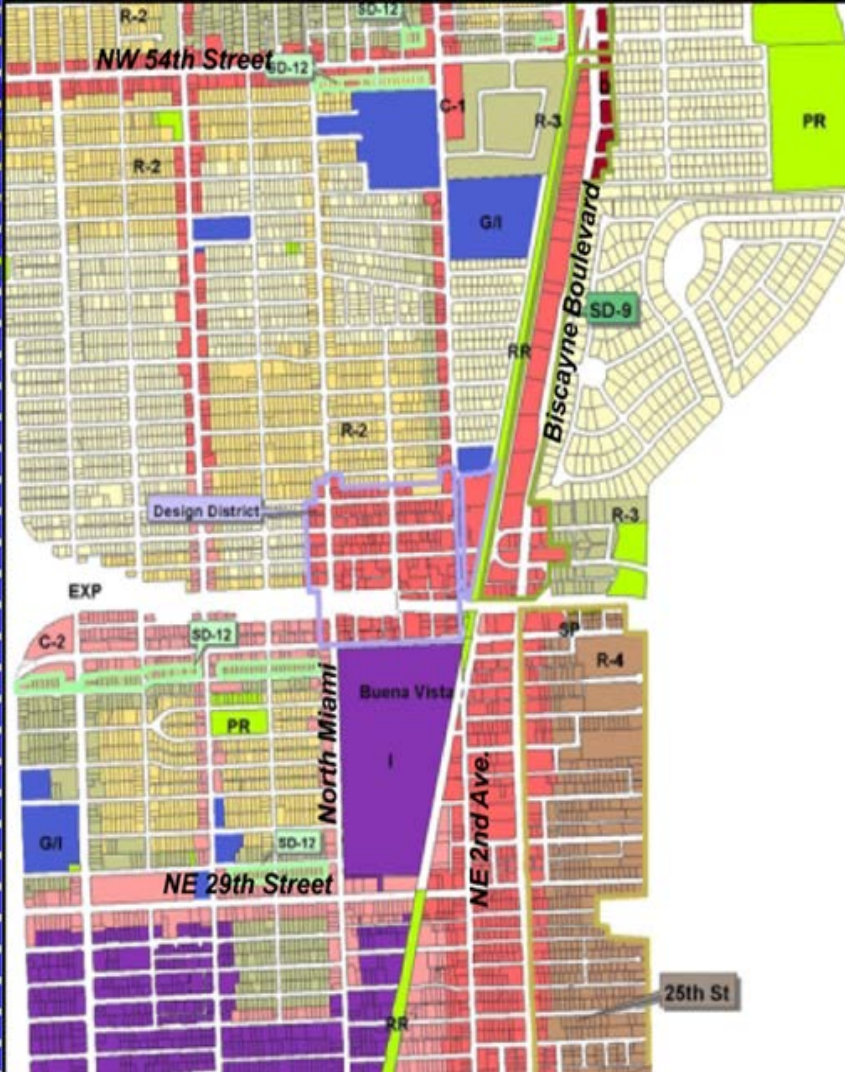 R-2
SD-12
NW 54th Street
SD-12
C-1
R-3
PR
R-2
G/I
Biscayne Boulevard
SD-9
RR
R-2
Design District
R-3
EXP
C-2
SD-12
SP
R-4
North Miami
Buena Vista
PR
I
NE 2nd Ave.
G/I
SD-12
NE 29th Street
25th St
RR